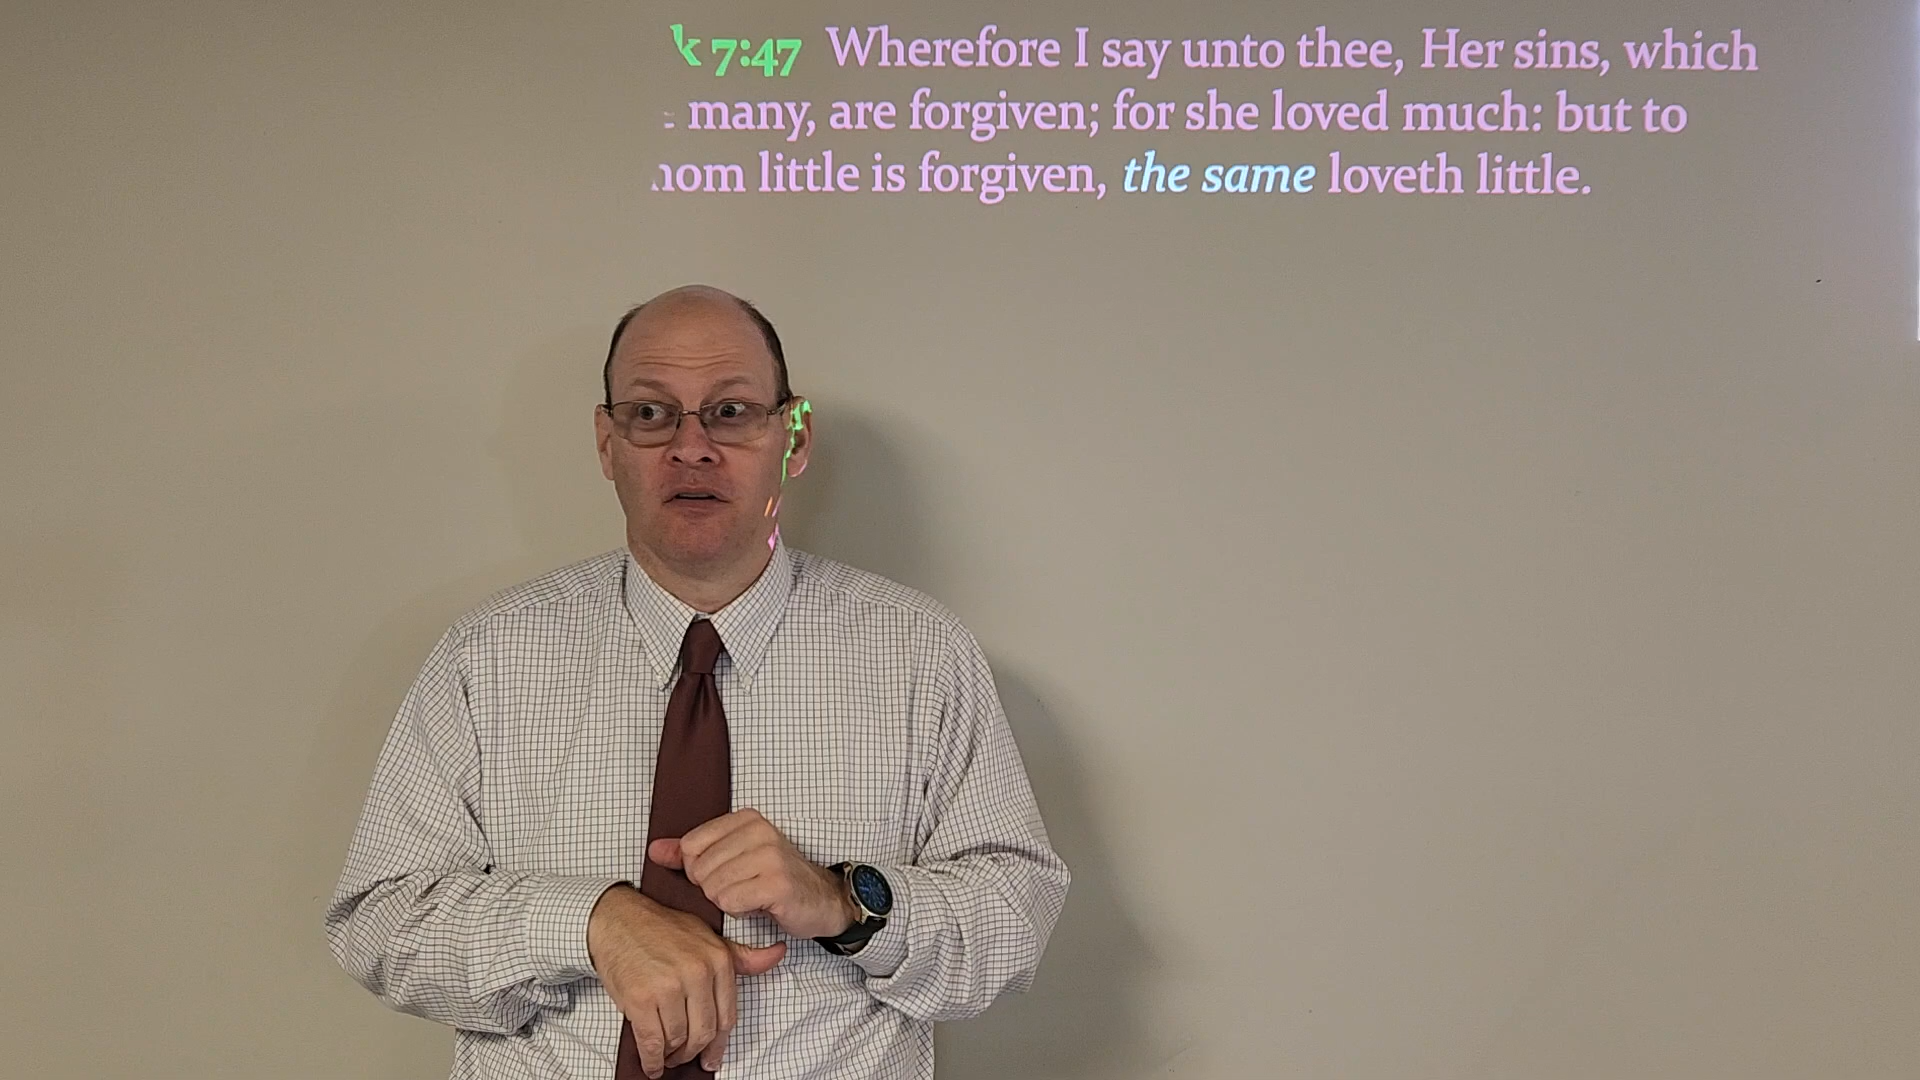 k 7:47 Wherefore I say unto thee, Her sins, which
many, are forgiven; for she loved much: but to
hom little is forgiven, the same loveth little.